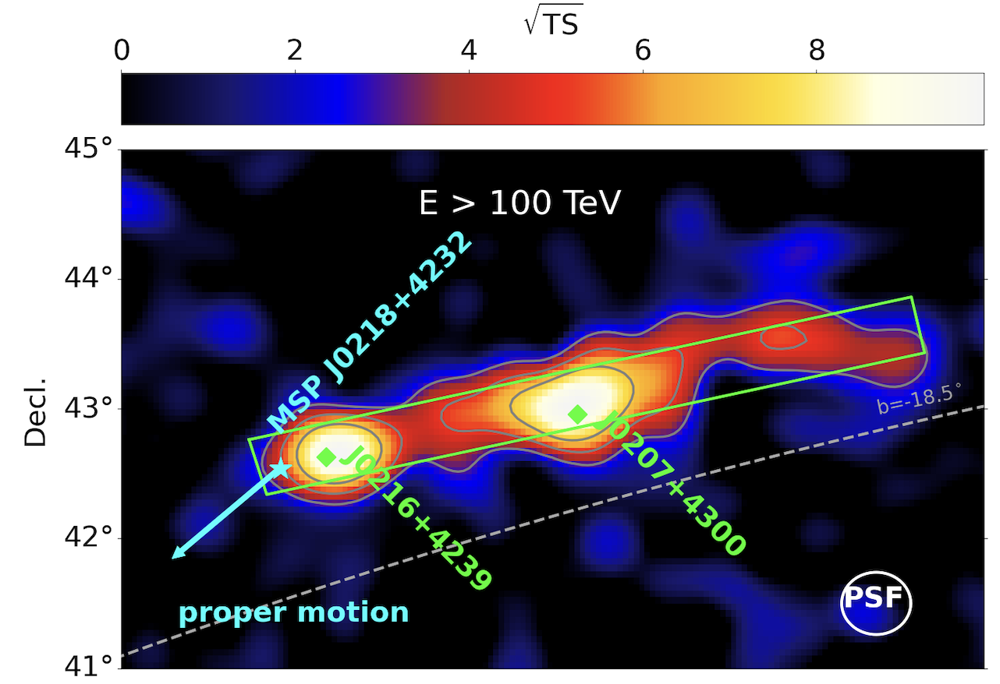 √TS
0 2 4 6 8
45°
E > 100 TeV
MSP J0218+4232
44°
43°
Decl.
b=-18.5°
J0216+4239
J0207+4300
42°
proper motion
PSF
41°